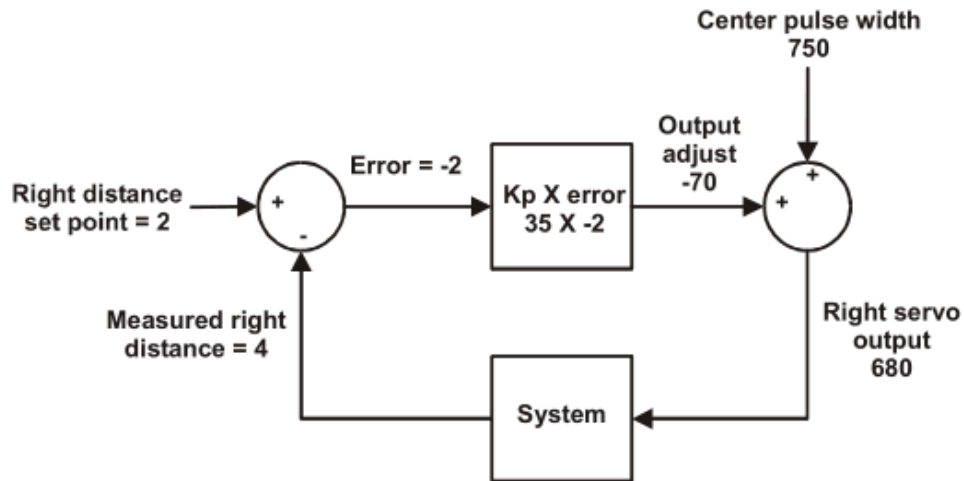 Center pulse width
750
Output
adjust
-70
Error = -2
Kp X error
35 X -2
Right distance
set point = 2
+
-
+
+
Measured right
distance = 4
Right servo
output
680
System